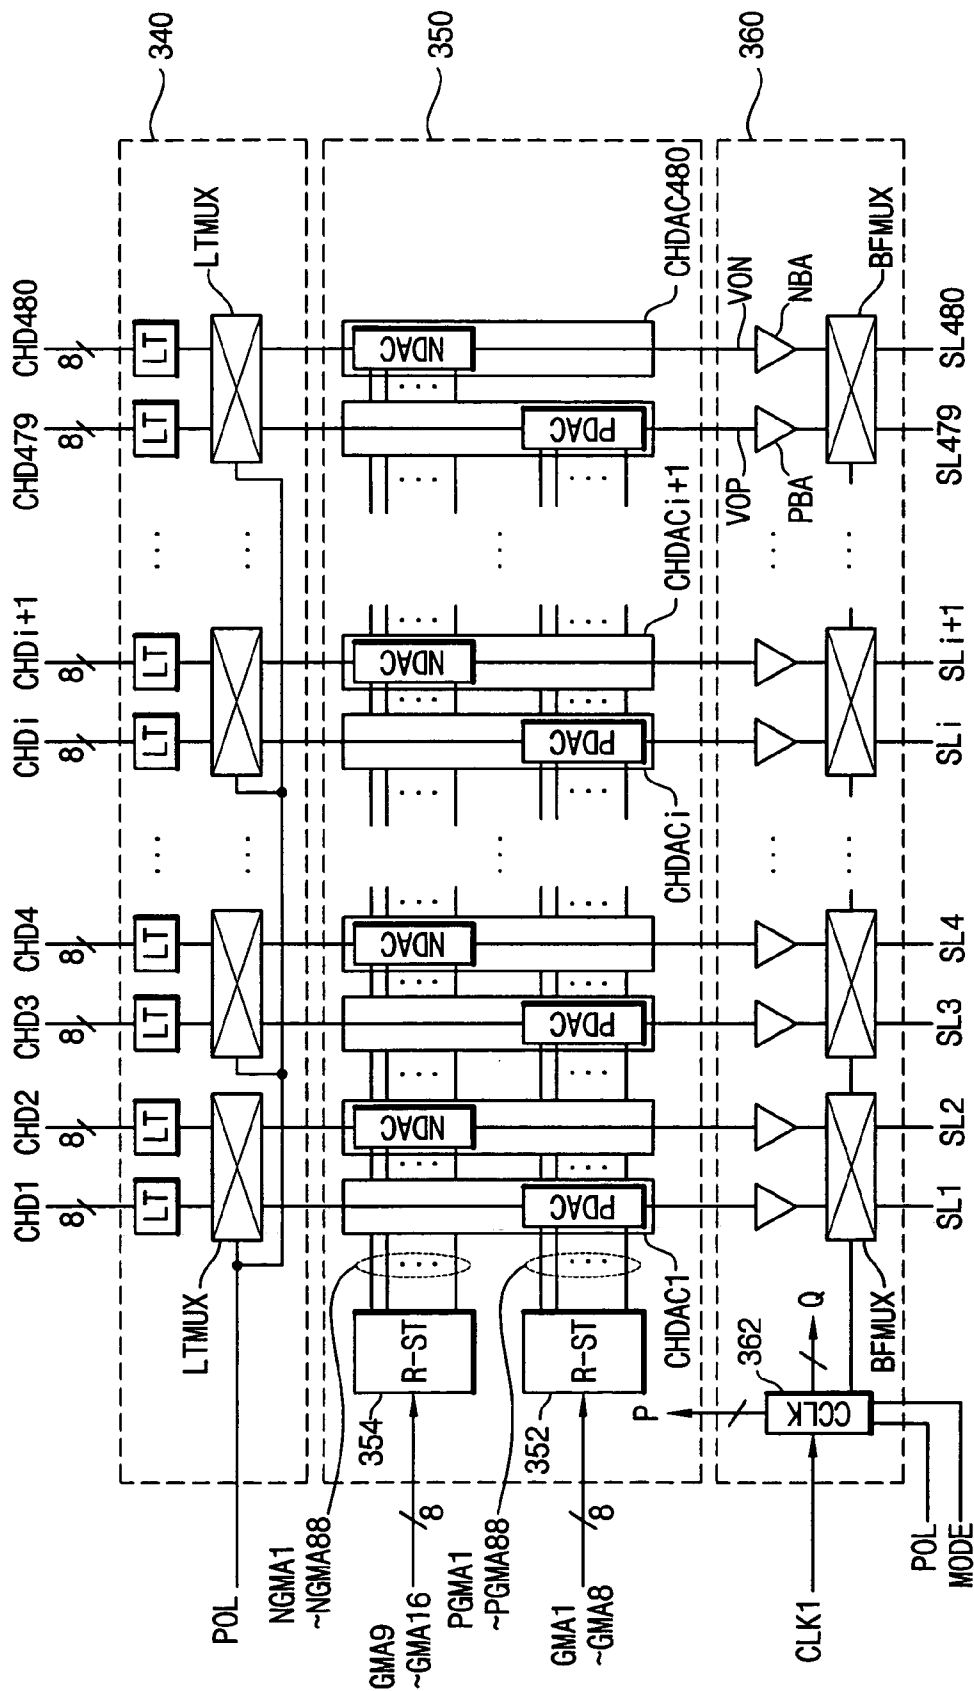 340
350
360
CHD1
CHD2
CHD3
CHD4
CHDi
CHDi+1
CHD479
CHD480
8
8
8
8
8
8
8
8
LT
LT
LT
LT
LT
LT
LT
LT
...
...
LTMUX
LTMUX
...
...
POL
NGMA1
~NGMA88
GMA9
~GMA16
8
354
R-ST
NDAC
NDAC
NDAC
NDAC
PGMA1
~PGMA88
GMA1
~GMA8
8
352
R-ST
PDAC
PDAC
PDAC
PDAC
CHDAC1
CHDACi
CHDACi+1
CHDAC480
P
362
Q
CCLK
CLK1
POL
MODE
VOP
VON
PBA
NBA
BFMUX
BFMUX
SL1
SL2
SL3
SL4
SLi
SLi+1
SL479
SL480